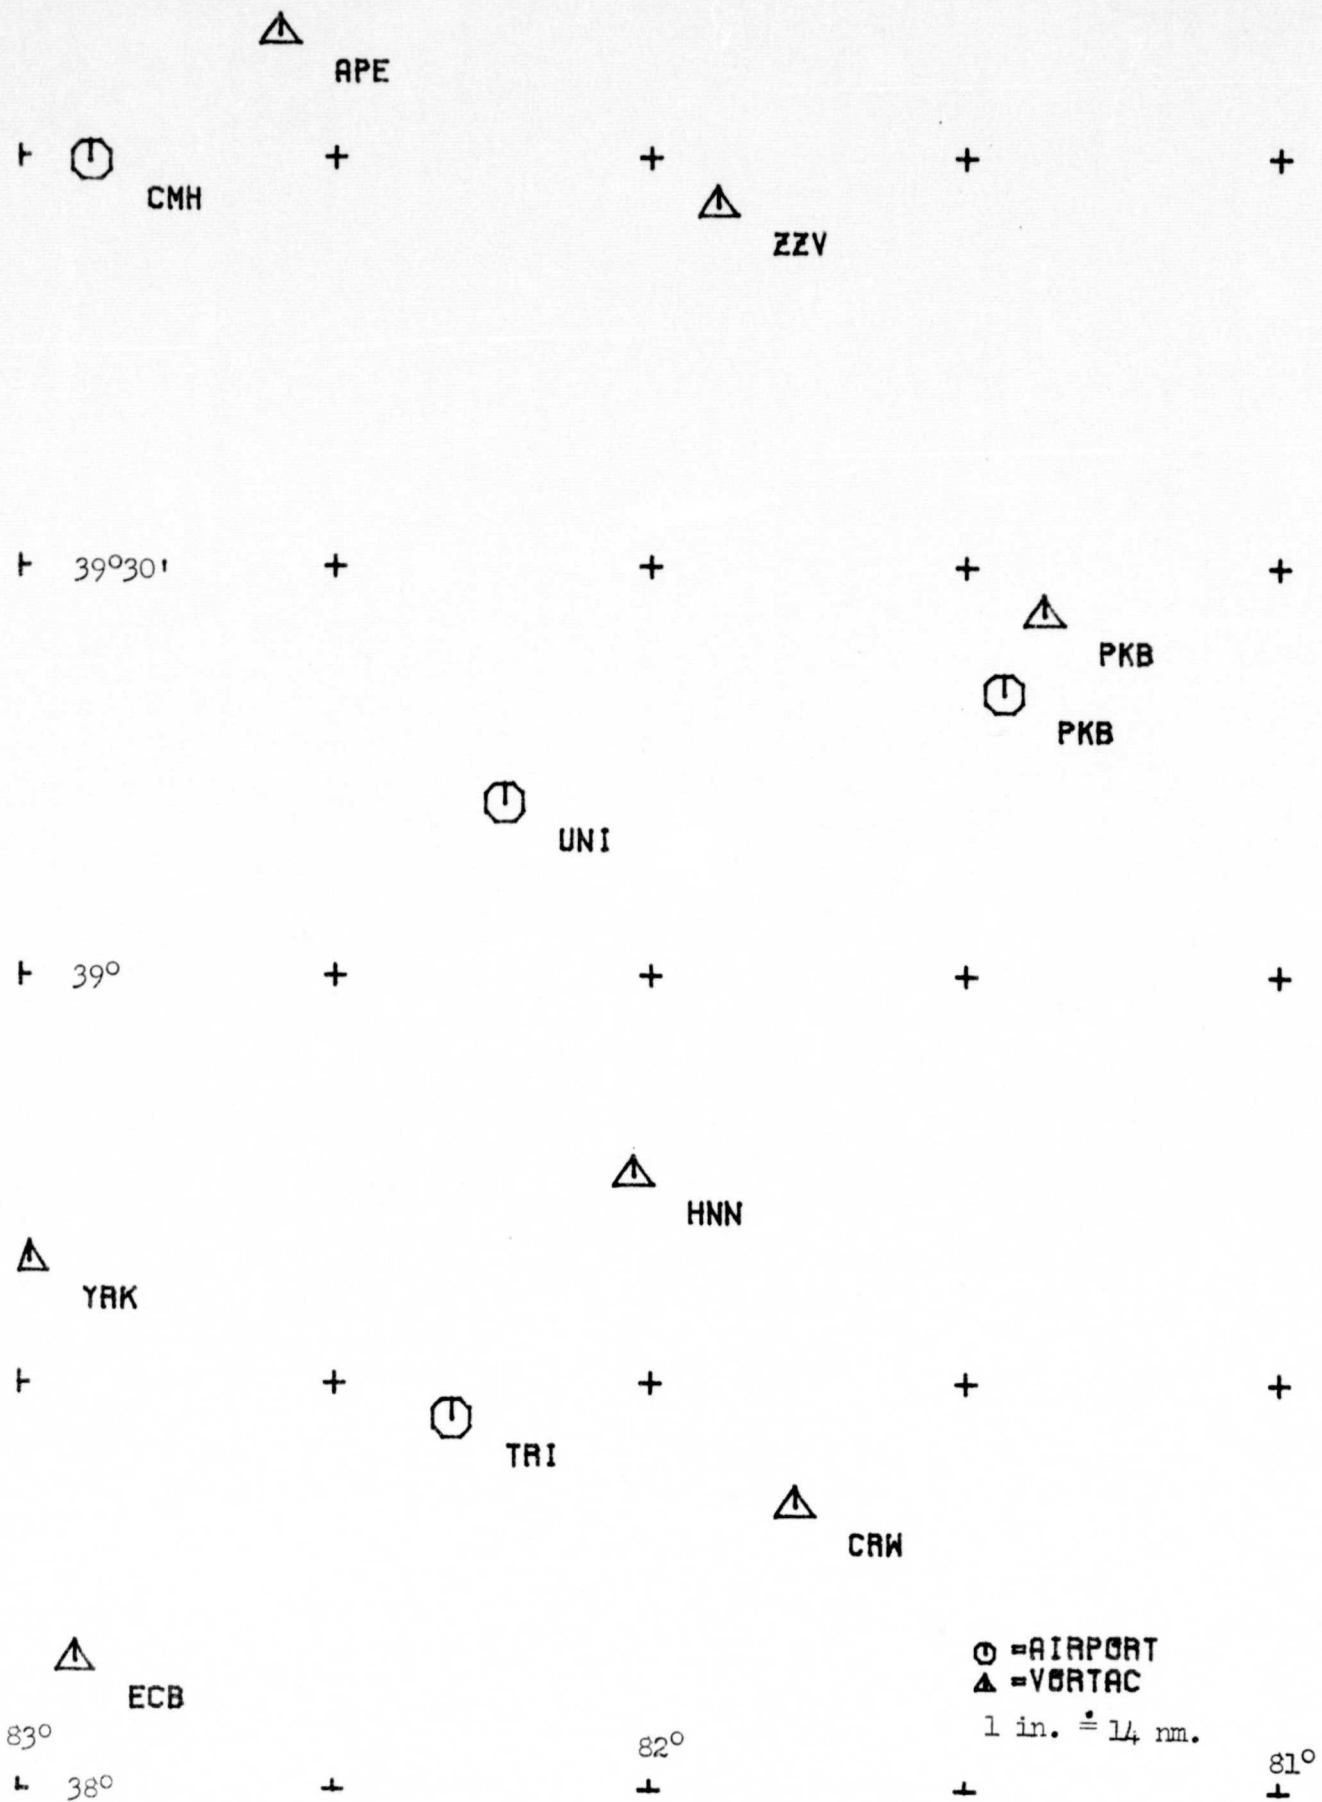 APE
CMH
ZZV
39°30'
PKB
PKB
UNI
39°
HNN
YRK
TRI
CRW
=AIRPORT
=VORTAC
ECB
1 in. ≐ 14 nm.
83°
82°
81°
38°